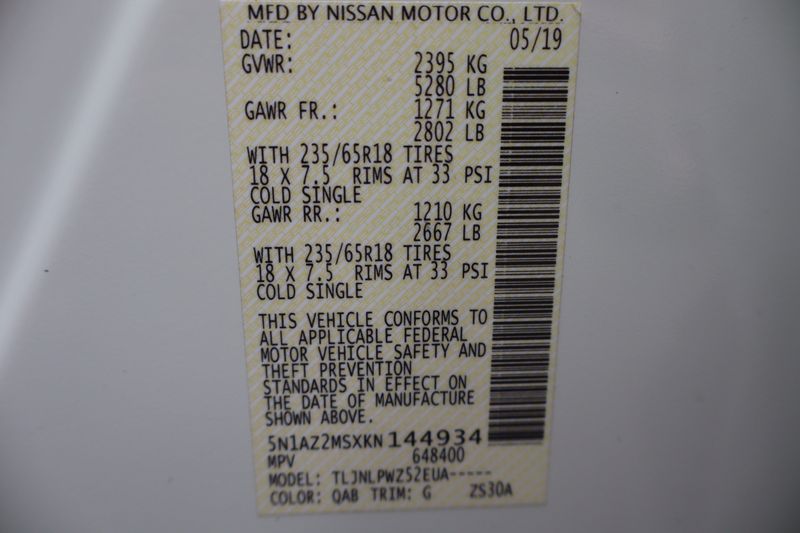 MFD BY NISSAN MOTOR CO., LTD.
DATE: 05/19
GVWR: 2395 KG
5280 LB
GAWR FR.: 1271 KG
2802 LB
WITH 235/65R18 TIRES
18 X 7.5 RIMS AT 33 PSI
COLD SINGLE
GAWR RR.: 1210 KG
2667 LB
WITH 235/65R18 TIRES
18 X 7.5 RIMS AT 33 PSI
COLD SINGLE
THIS VEHICLE CONFORMS TO
ALL APPLICABLE FEDERAL
MOTOR VEHICLE SAFETY AND
THEFT PREVENTION
STANDARDS IN EFFECT ON
THE DATE OF MANUFACTURE
SHOWN ABOVE.
5N1AZ2MSXKN144934
MPV 648400
MODEL: TLJNLPWZ52EUA-----
COLOR: QAB TRIM: G ZS30A